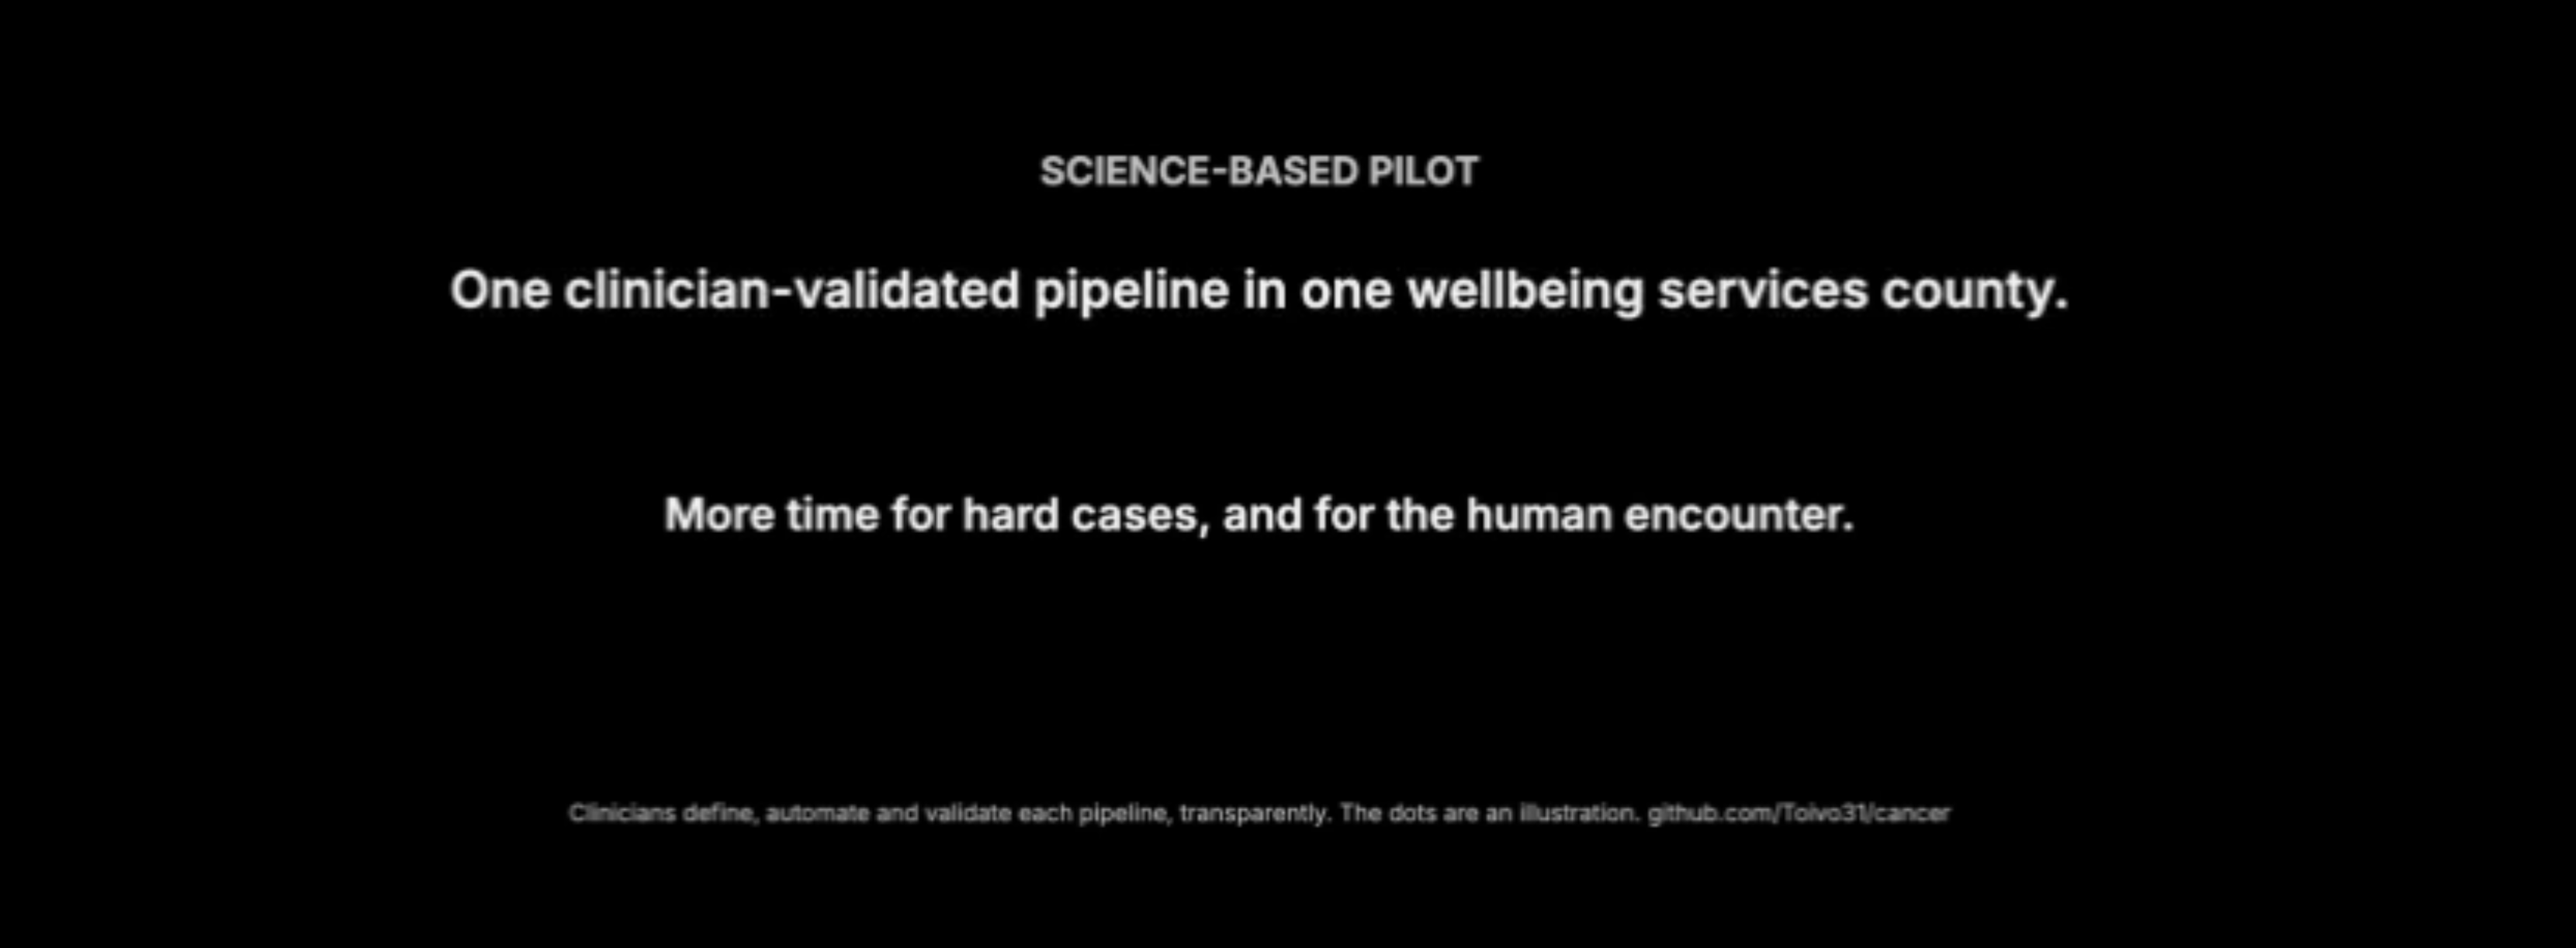 SCIENCE-BASED PILOT
One clinician-validated pipeline in one wellbeing services county.
More time for hard cases, and for the human encounter.
Clinicians define, automate and validate each pipeline, transparently. The dots are an illustration. github.com/Toivo31/cancer